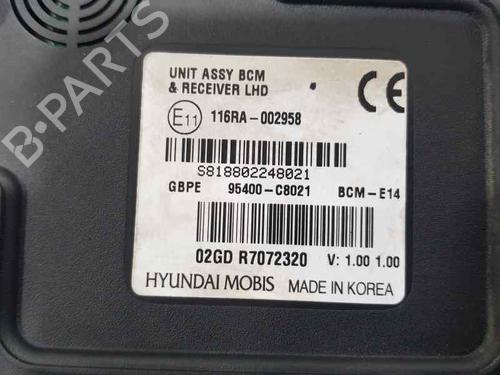 B-PARTS
UNIT ASSY BCM
& RECEIVER LHD
CE
E11 116RA-002958
S818802248021
GBPE 95400-C8021 BCM-E14
02GD R7072320 V: 1.00 1.00
HYUNDAI MOBIS MADE IN KOREA